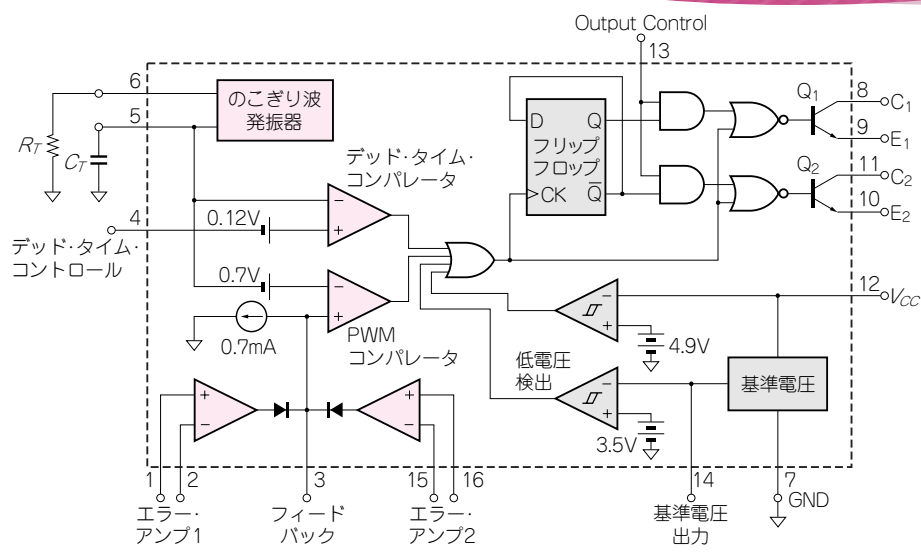 Output Control
13
6
のこぎり波
発振器
5
R_T
C_T
デッド・タイム・
コンパレータ
4
0.12V
デッド・タイム・
コントロール
0.7V
0.7mA
PWM
コンパレータ
D
Q
フリップ
フロップ
CK
Q̅
Q₁
8
C₁
9
E₁
Q₂
11
C₂
10
E₂
12
V_CC
4.9V
低電圧
検出
3.5V
基準電圧
1
2
3
15
16
14
7
GND
エラー・
アンプ1
フィード
バック
エラー・
アンプ2
基準電圧
出力